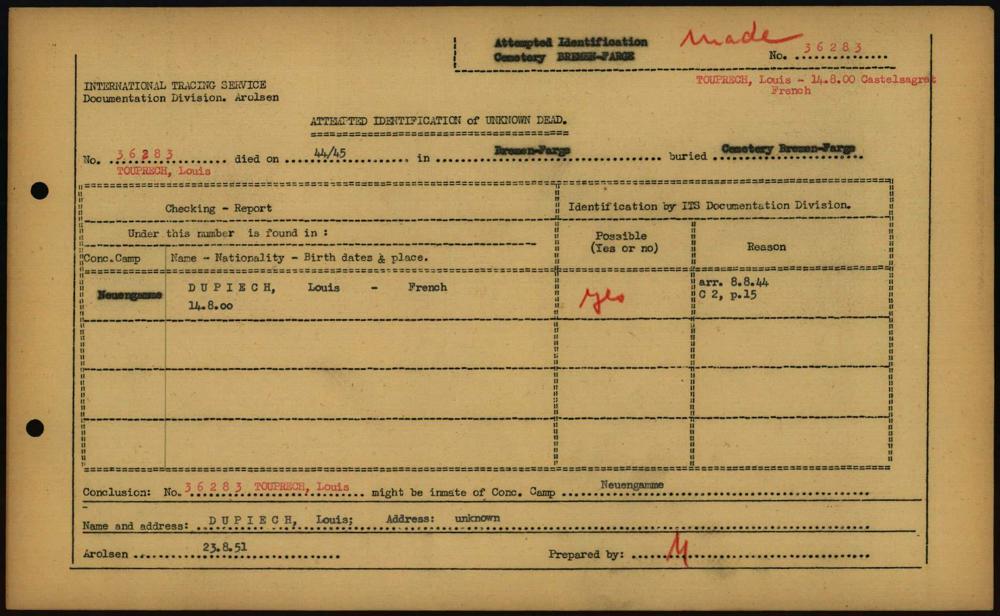 Attempted Identification
Cemetery BREMEN-FARGE
made
No. 36283
TOUPRECH, Louis - 14.8.00 Castelsagrat
French
INTERNATIONAL TRACING SERVICE
Documentation Division. Arolsen
ATTEMPTED IDENTIFICATION of UNKNOWN DEAD.
No. 36283 died on 44/45 in Bremen-Farge buried Cemetery Bremen-Farge
TOUPRECH, Louis
Checking - Report
Identification by ITS Documentation Division.
Under this number is found in :
Possible
(Yes or no)
Reason
Conc.Camp
Name - Nationality - Birth dates & place.
Neuengamme
DUPIECH, Louis - French
14.8.00
yes
arr. 8.8.44
C 2, p.15
Conclusion: No. 36283 TOUPRECH, Louis might be inmate of Conc. Camp Neuengamme
Name and address: DUPIECH, Louis; Address: unknown
Arolsen 23.8.51
Prepared by: